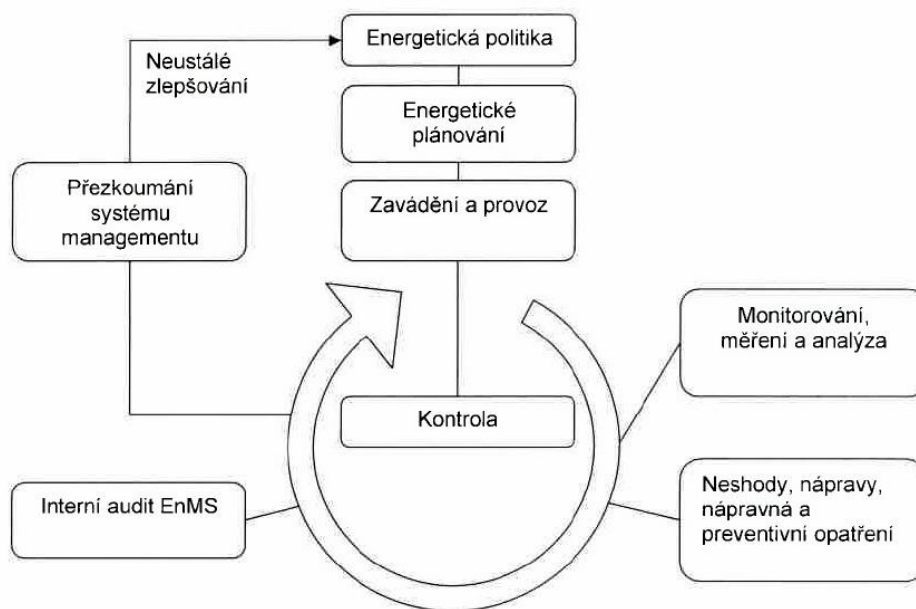 Energetická politika
Neustálé
zlepšování
Energetické
plánování
Přezkoumání
systému
managementu
Zavádění a provoz
Monitorování,
měření a analýza
Kontrola
Interní audit EnMS
Neshody, nápravy,
nápravná a
preventivní opatření